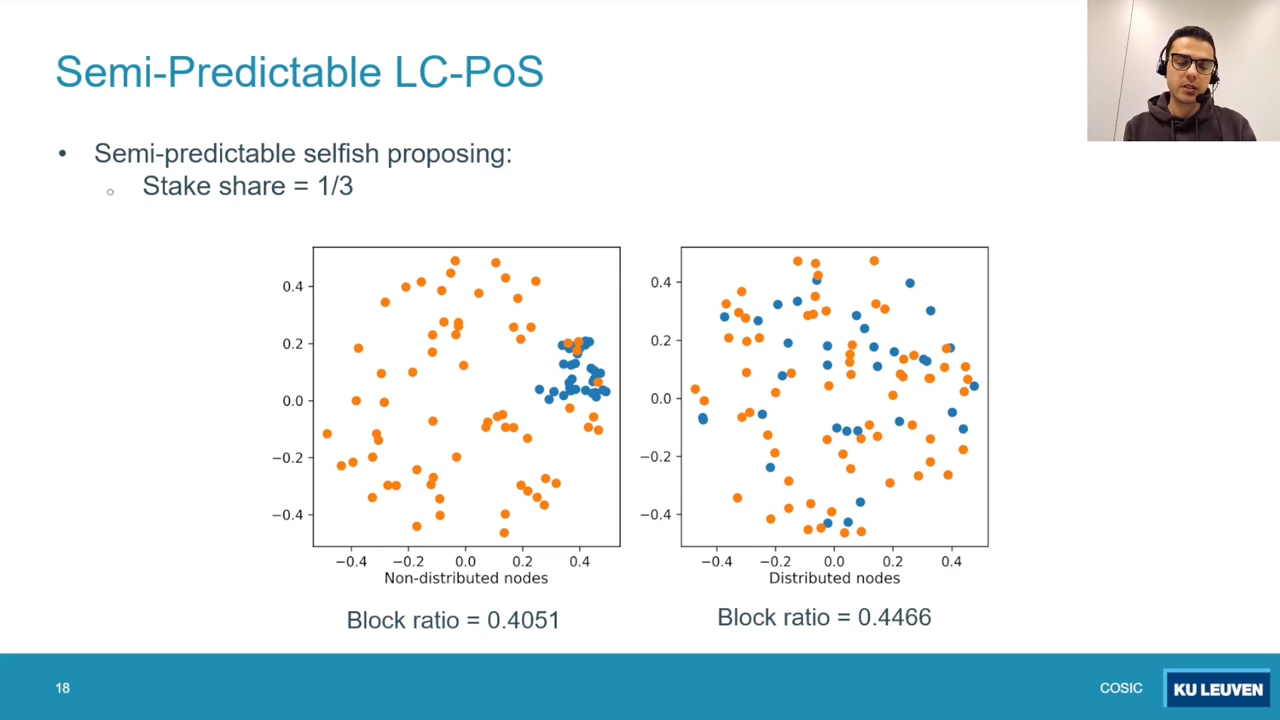 Semi-Predictable LC-PoS
• Semi-predictable selfish proposing:
○ Stake share = 1/3
0.4
0.2
0.0
−0.2
−0.4
−0.4 −0.2 0.0 0.2 0.4
Non-distributed nodes
Block ratio = 0.4051
0.4
0.2
0.0
−0.2
−0.4
−0.4 −0.2 0.0 0.2 0.4
Distributed nodes
Block ratio = 0.4466
18
COSIC
KU LEUVEN